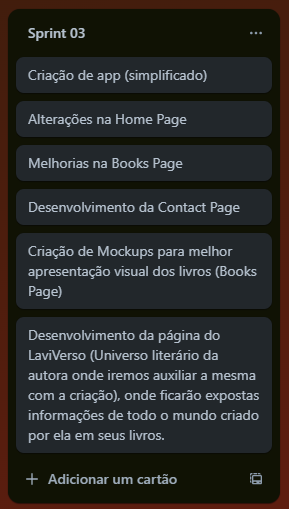 Sprint 03
Criação de app (simplificado)
Alterações na Home Page
Melhorias na Books Page
Desenvolvimento da Contact Page
Criação de Mockups para melhor
apresentação visual dos livros (Books
Page)
Desenvolvimento da página do
LaviVerso (Universo literário da
autora onde iremos auxiliar a mesma
com a criação), onde ficarão expostas
informações de todo o mundo criado
por ela em seus livros.
Adicionar um cartão